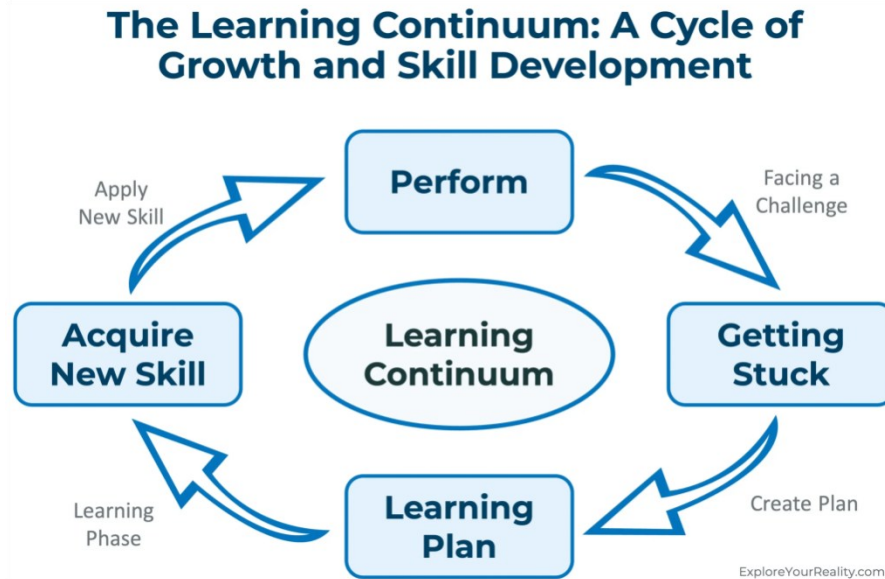 The Learning Continuum: A Cycle of
Growth and Skill Development
Perform
Facing a
Challenge
Getting
Stuck
Create Plan
Learning
Plan
Learning
Phase
Acquire
New Skill
Apply
New Skill
Learning
Continuum
ExploreYourReality.com